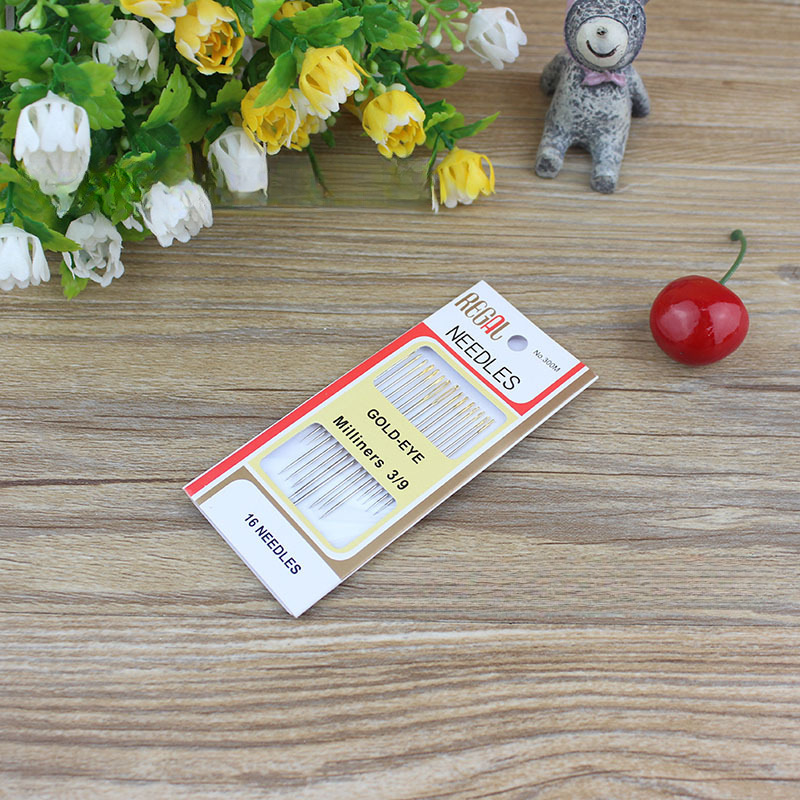 REGAL
NEEDLES
No.300M
GOLD-EYE
Milliners 3/9
16 NEEDLES